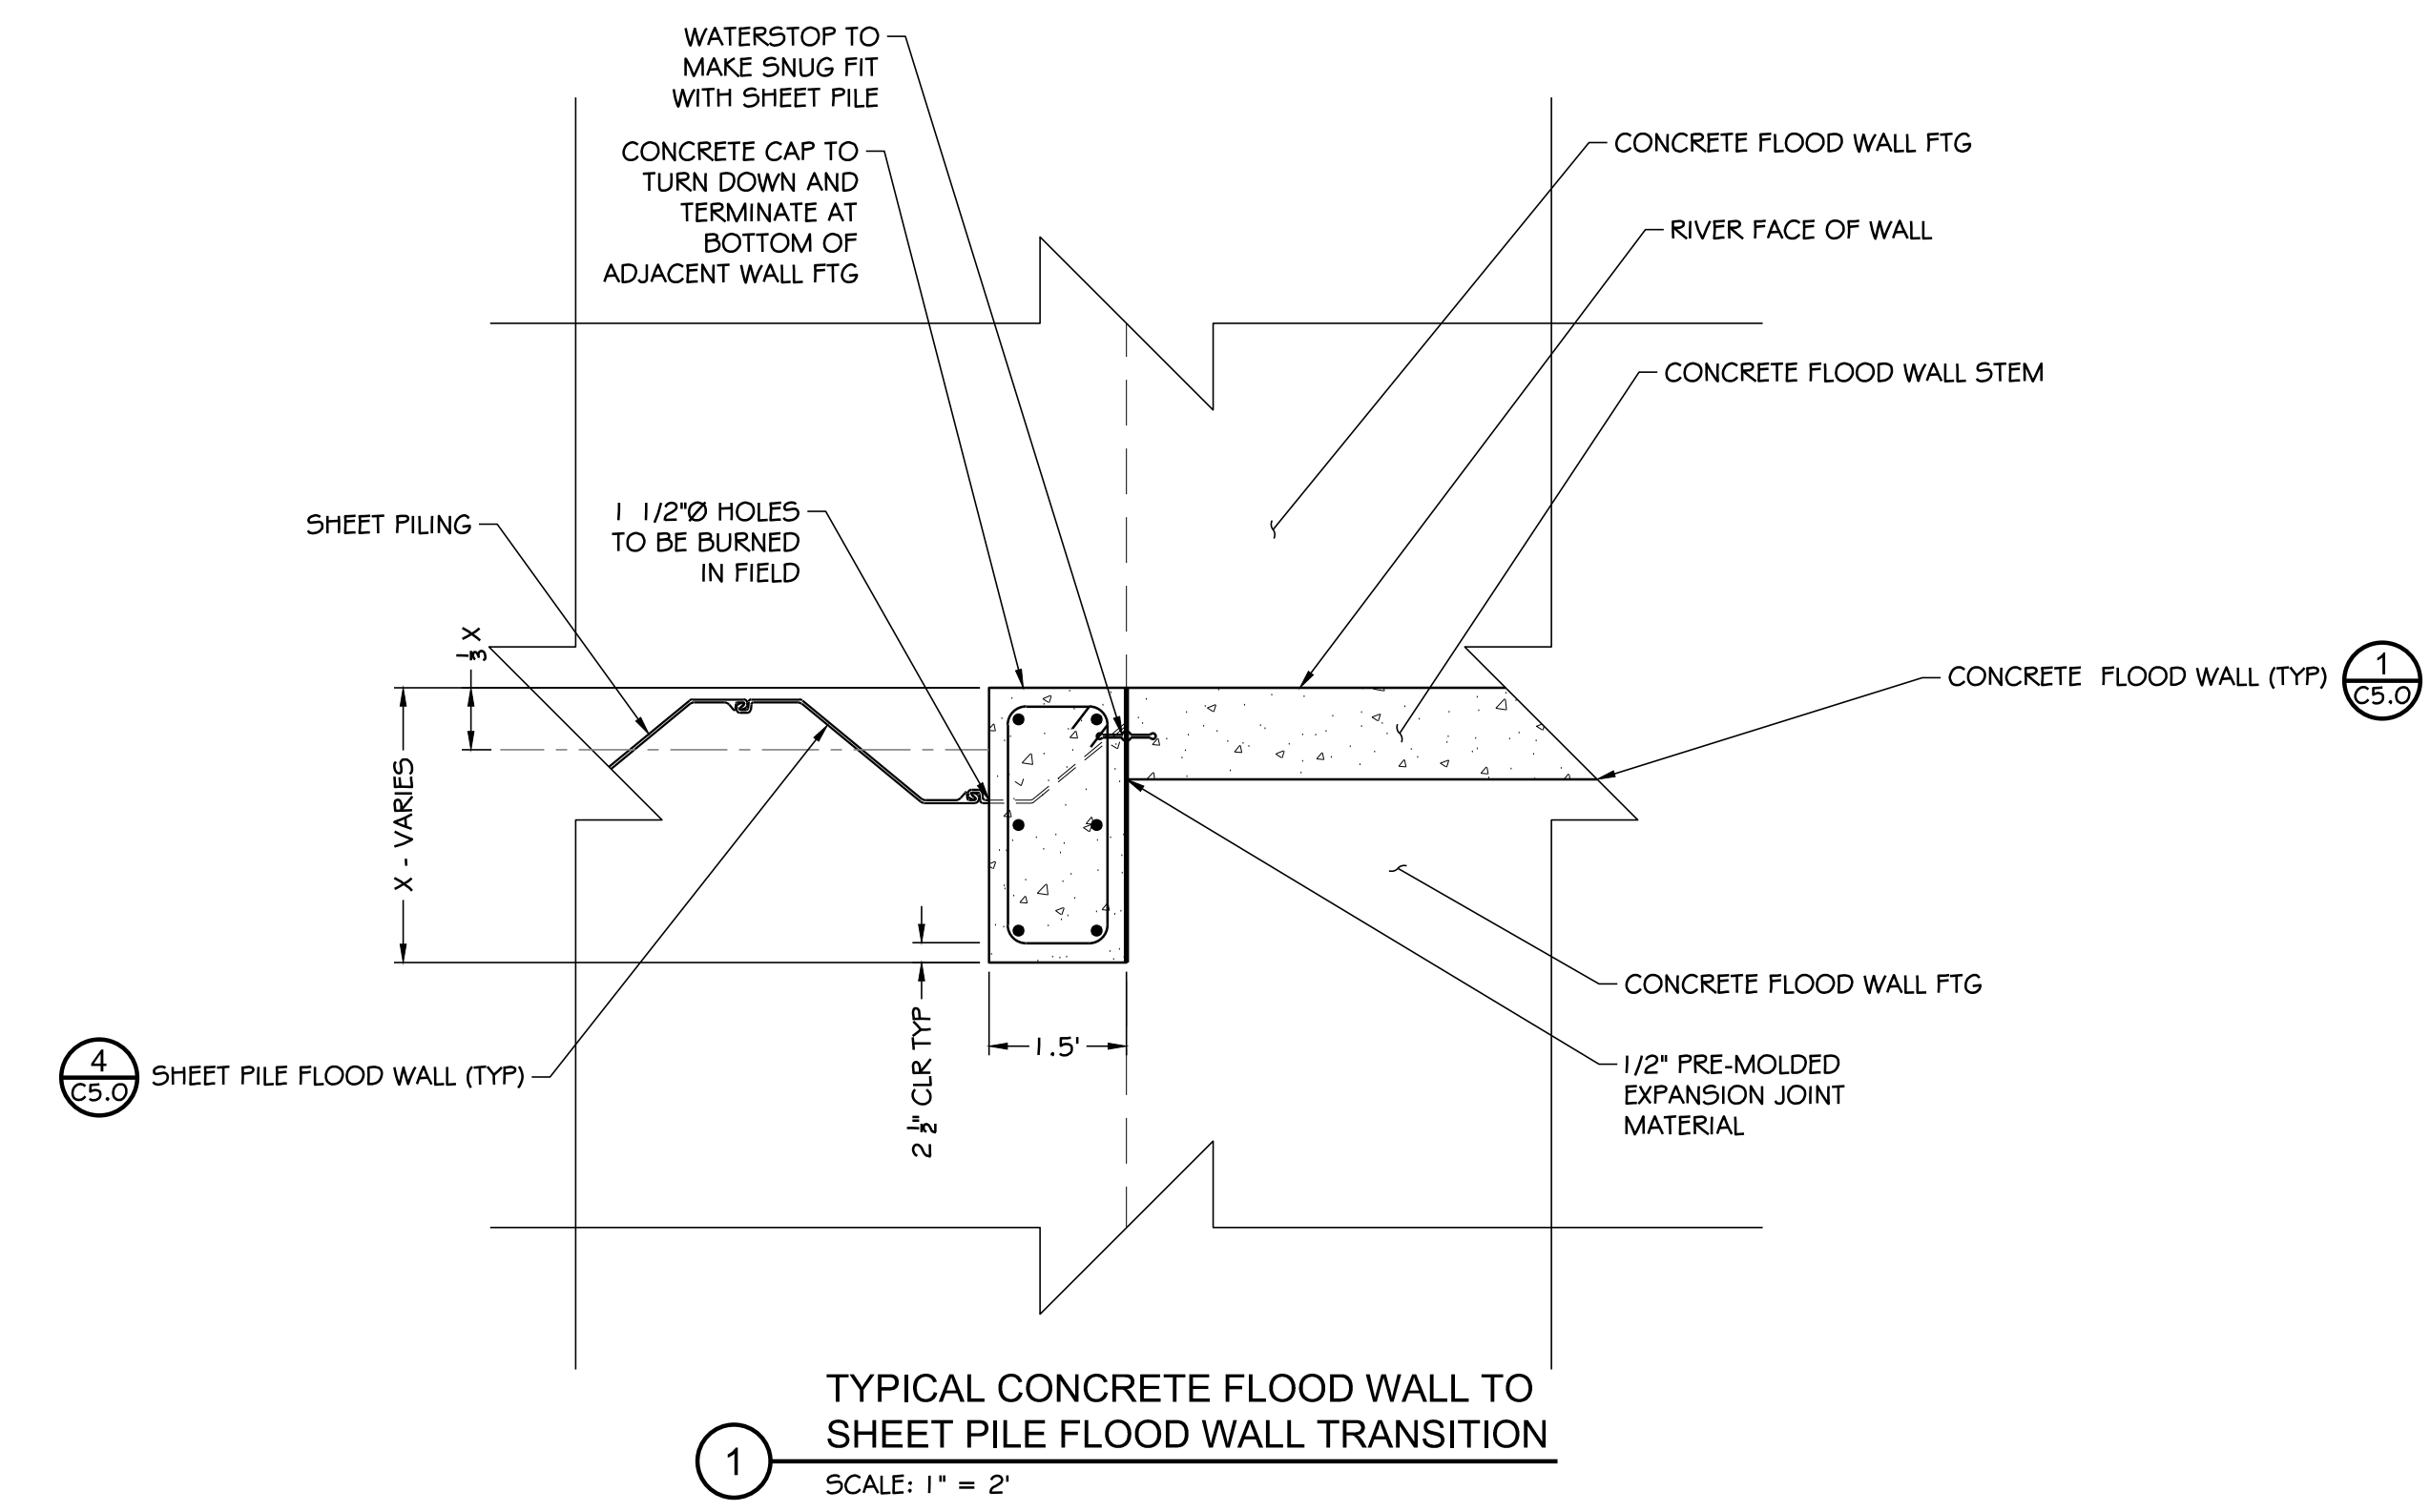 WATERSTOP TO
MAKE SNUG FIT
WITH SHEET PILE
CONCRETE CAP TO
TURN DOWN AND
TERMINATE AT
BOTTOM OF
ADJACENT WALL FTG
CONCRETE FLOOD WALL FTG
RIVER FACE OF WALL
CONCRETE FLOOD WALL STEM
SHEET PILING
1 1/2"Ø HOLES
TO BE BURNED
IN FIELD
1/3 X
X - VARIES
CONCRETE FLOOD WALL (TYP)
1
C5.0
CONCRETE FLOOD WALL FTG
2 1/2" CLR TYP
1.5'
4
C5.0
SHEET PILE FLOOD WALL (TYP)
1/2" PRE-MOLDED
EXPANSION JOINT
MATERIAL
TYPICAL CONCRETE FLOOD WALL TO
SHEET PILE FLOOD WALL TRANSITION
1
SCALE: 1" = 2'